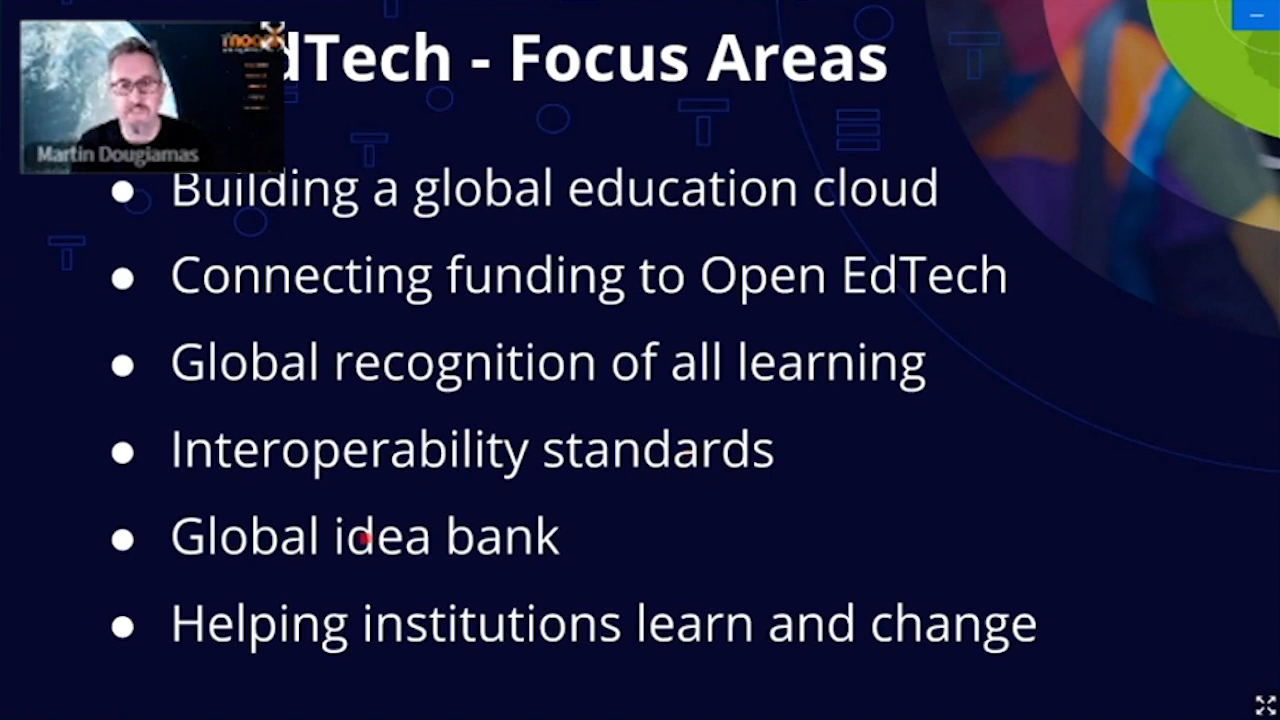 dTech - Focus Areas
Martin Dougiamas
● Building a global education cloud
● Connecting funding to Open EdTech
● Global recognition of all learning
● Interoperability standards
● Global idea bank
● Helping institutions learn and change